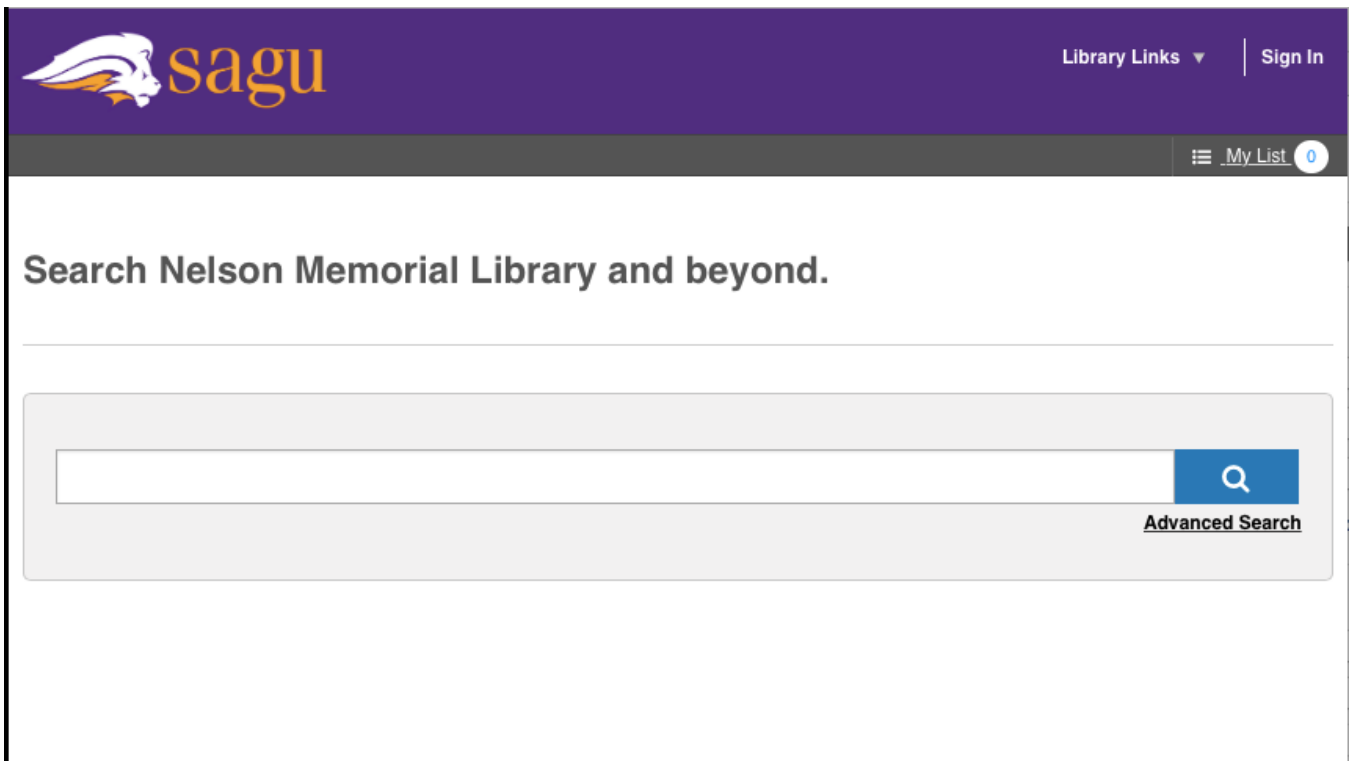 sagu
Library Links
Sign In
My List 0
Search Nelson Memorial Library and beyond.
Advanced Search